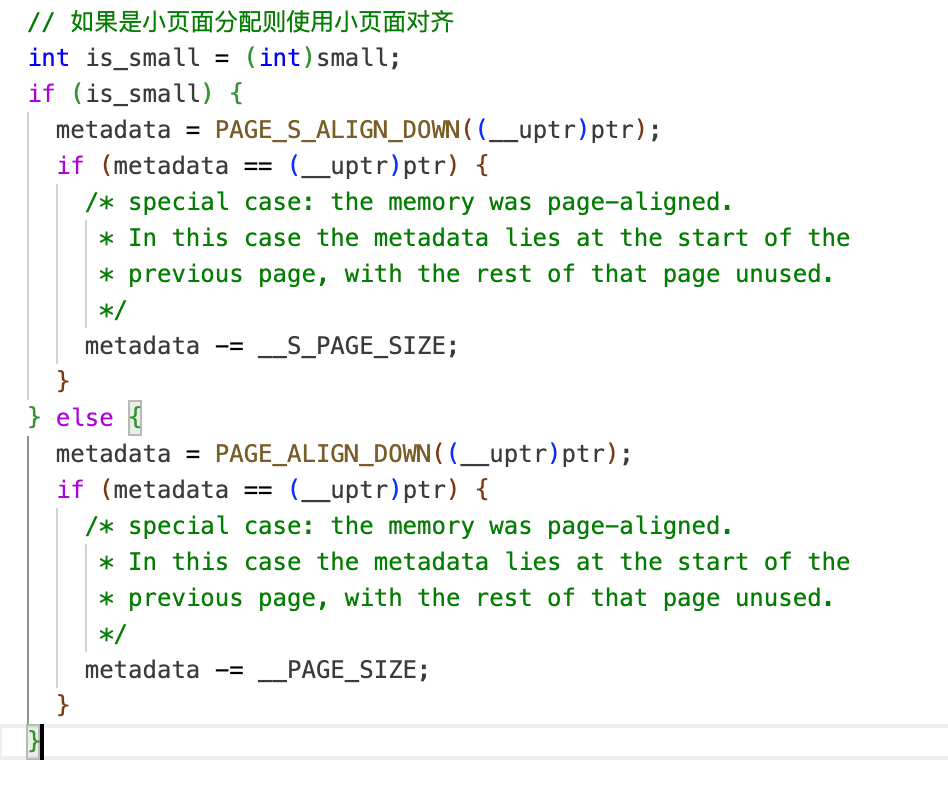 // 如果是小页面分配则使用小页面对齐
int is_small = (int)small;
if (is_small) {
metadata = PAGE_S_ALIGN_DOWN((__uptr)ptr);
if (metadata == (__uptr)ptr) {
/* special case: the memory was page-aligned.
* In this case the metadata lies at the start of the
* previous page, with the rest of that page unused.
*/
metadata -= __S_PAGE_SIZE;
}
} else {
metadata = PAGE_ALIGN_DOWN((__uptr)ptr);
if (metadata == (__uptr)ptr) {
/* special case: the memory was page-aligned.
* In this case the metadata lies at the start of the
* previous page, with the rest of that page unused.
*/
metadata -= __PAGE_SIZE;
}
}